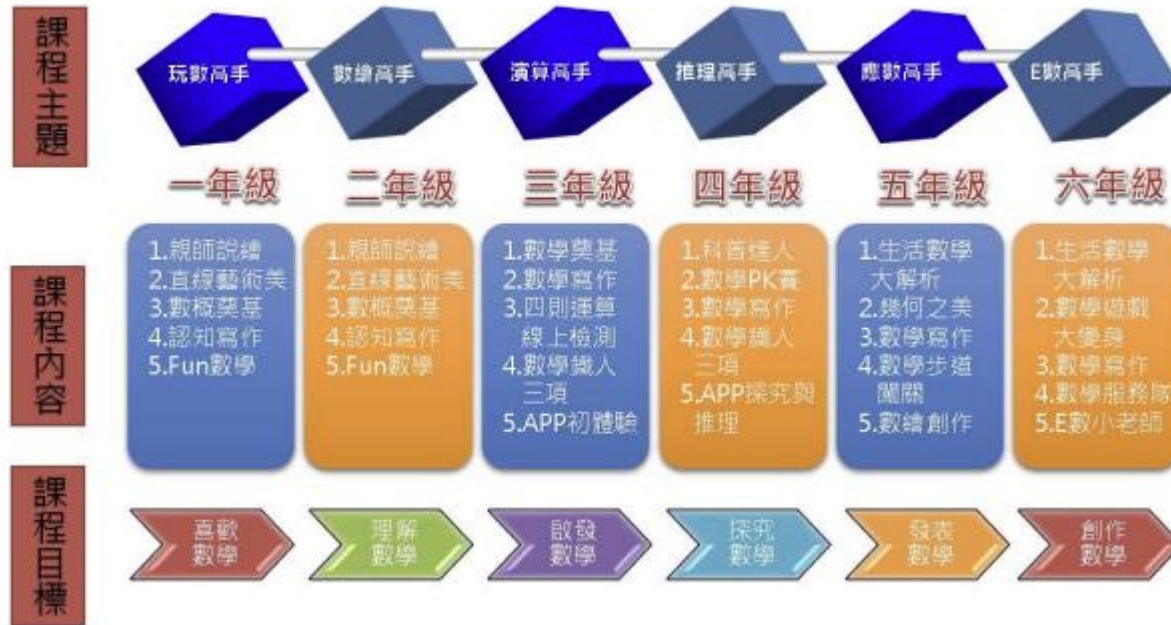 課程主題
玩數高手
數繪高手
演算高手
推理高手
應數高手
E數高手
一年級
二年級
三年級
四年級
五年級
六年級
課程內容
1.親師說繪
2.直線藝術美
3.數概奠基
4.認知寫作
5.Fun數學
1.親師說繪
2.直線藝術美
3.數概奠基
4.認知寫作
5.Fun數學
1.數學奠基
2.數學寫作
3.四則運算
線上檢測
4.數學鐵人
三項
5.APP初體驗
1.科普達人
2.數學PK賽
3.數學寫作
4.數學鐵人
三項
5.APP探究與
推理
1.生活數學
大解析
2.幾何之美
3.數學寫作
4.數學步道
闖關
5.數繪創作
1.生活數學
大解析
2.數學遊戲
大變身
3.數學寫作
4.數學服務隊
5.E數小老師
課程目標
喜歡
數學
理解
數學
啟發
數學
探究
數學
發表
數學
創作
數學